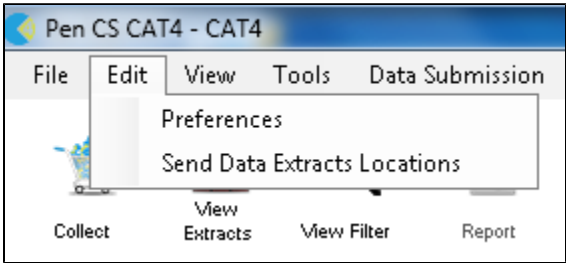 Pen CS CAT4 - CAT4
File Edit View Tools Data Submission
Preferences
Send Data Extracts Locations
Collect View Extracts View Filter Report